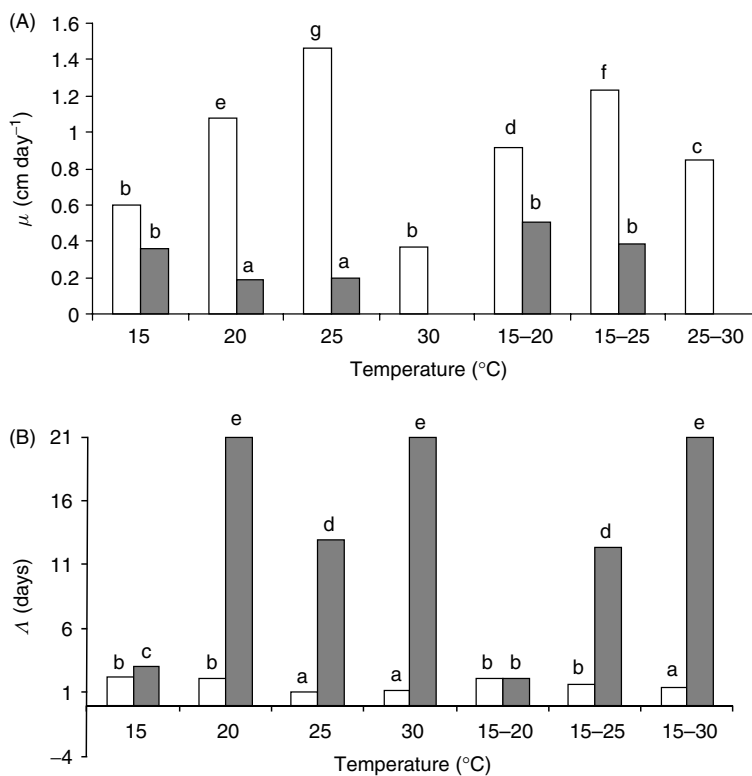 (A)
1.6
1.4
1.2
1
0.8
0.6
0.4
0.2
0
μ (cm day⁻¹)
b b e a g a b d b f b c
15 20 25 30 15–20 15–25 25–30
Temperature (°C)
(B)
21
16
11
6
1
−4
Λ (days)
b c b e a d a e b b b d a e
15 20 25 30 15–20 15–25 15–30
Temperature (°C)